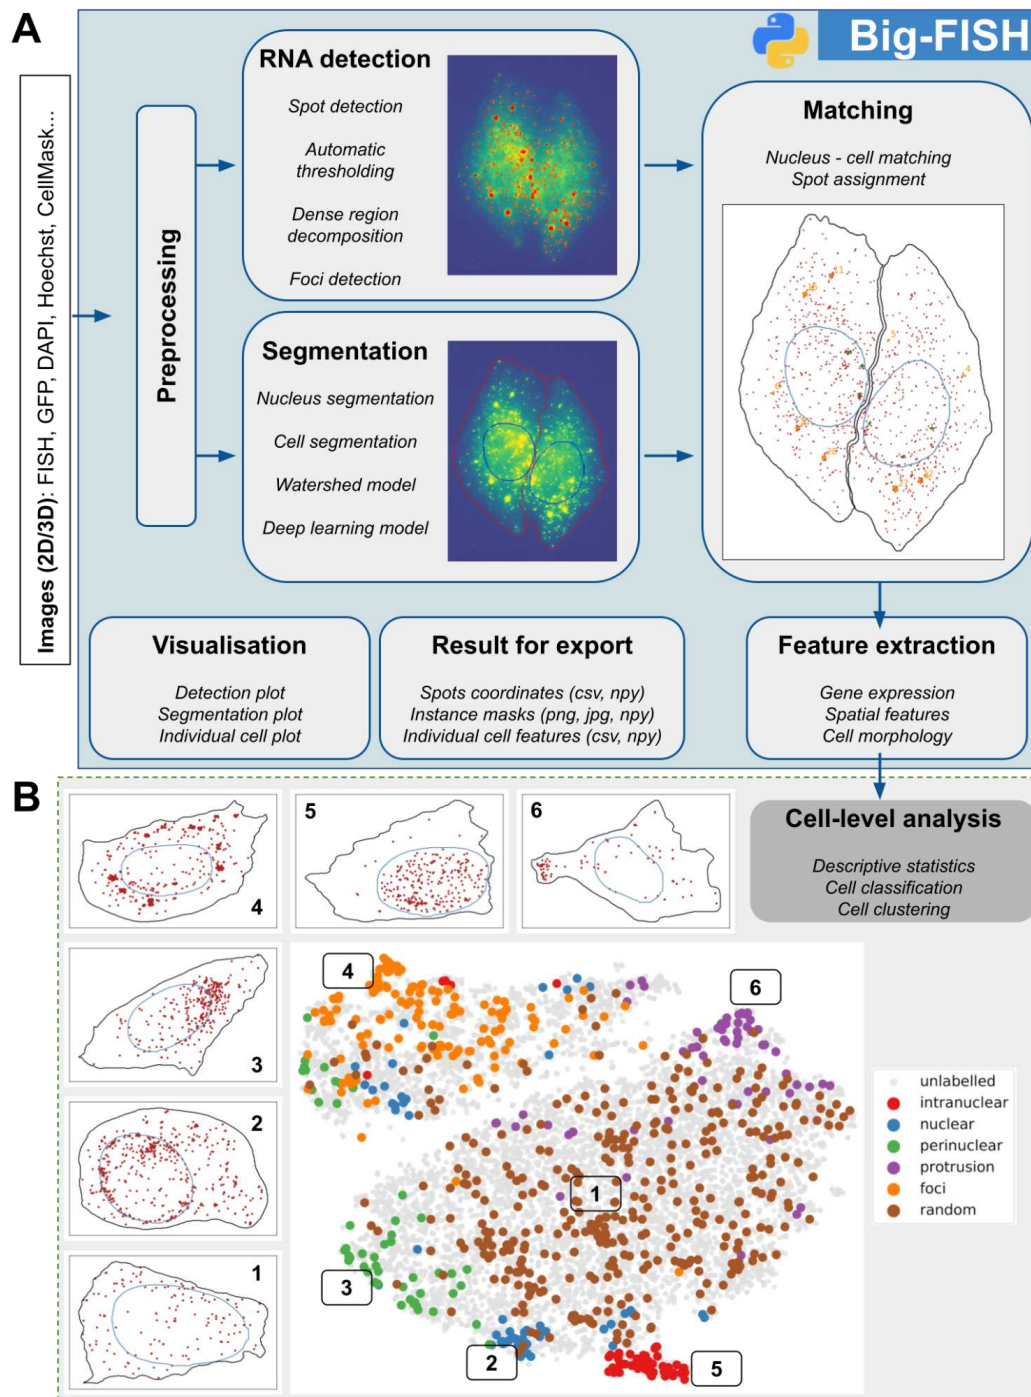 A
Big-FISH
Images (2D/3D): FISH, GFP, DAPI, Hoechst, CellMask...
Preprocessing
RNA detection
Spot detection
Automatic
thresholding
Dense region
decomposition
Foci detection
Segmentation
Nucleus segmentation
Cell segmentation
Watershed model
Deep learning model
Matching
Nucleus - cell matching
Spot assignment
11
5
4
Visualisation
Detection plot
Segmentation plot
Individual cell plot
Result for export
Spots coordinates (csv, npy)
Instance masks (png, jpg, npy)
Individual cell features (csv, npy)
Feature extraction
Gene expression
Spatial features
Cell morphology
B
4
5
6
Cell-level analysis
Descriptive statistics
Cell classification
Cell clustering
3
2
1
4
6
1
3
2
5
unlabelled
intranuclear
nuclear
perinuclear
protrusion
foci
random